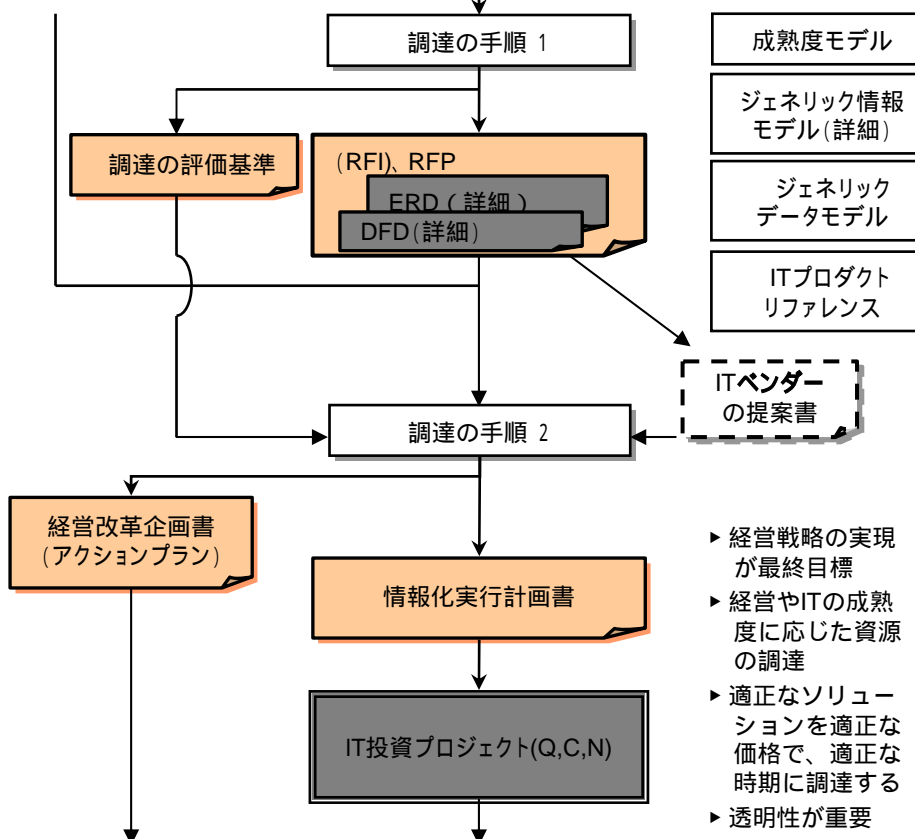 調達の手順 1
成熟度モデル
ジェネリック情報
モデル(詳細)
調達の評価基準
(RFI)、RFP
ERD(詳細)
DFD(詳細)
ジェネリック
データモデル
ITプロダクト
リファレンス
ITベンダー
の提案書
調達の手順 2
経営改革企画書
(アクションプラン)
情報化実行計画書
IT投資プロジェクト(Q,C,N)
▶ 経営戦略の実現
が最終目標
▶ 経営やITの成熟
度に応じた資源
の調達
▶ 適正なソリュー
ションを適正な
価格で、適正な
時期に調達する
▶ 透明性が重要